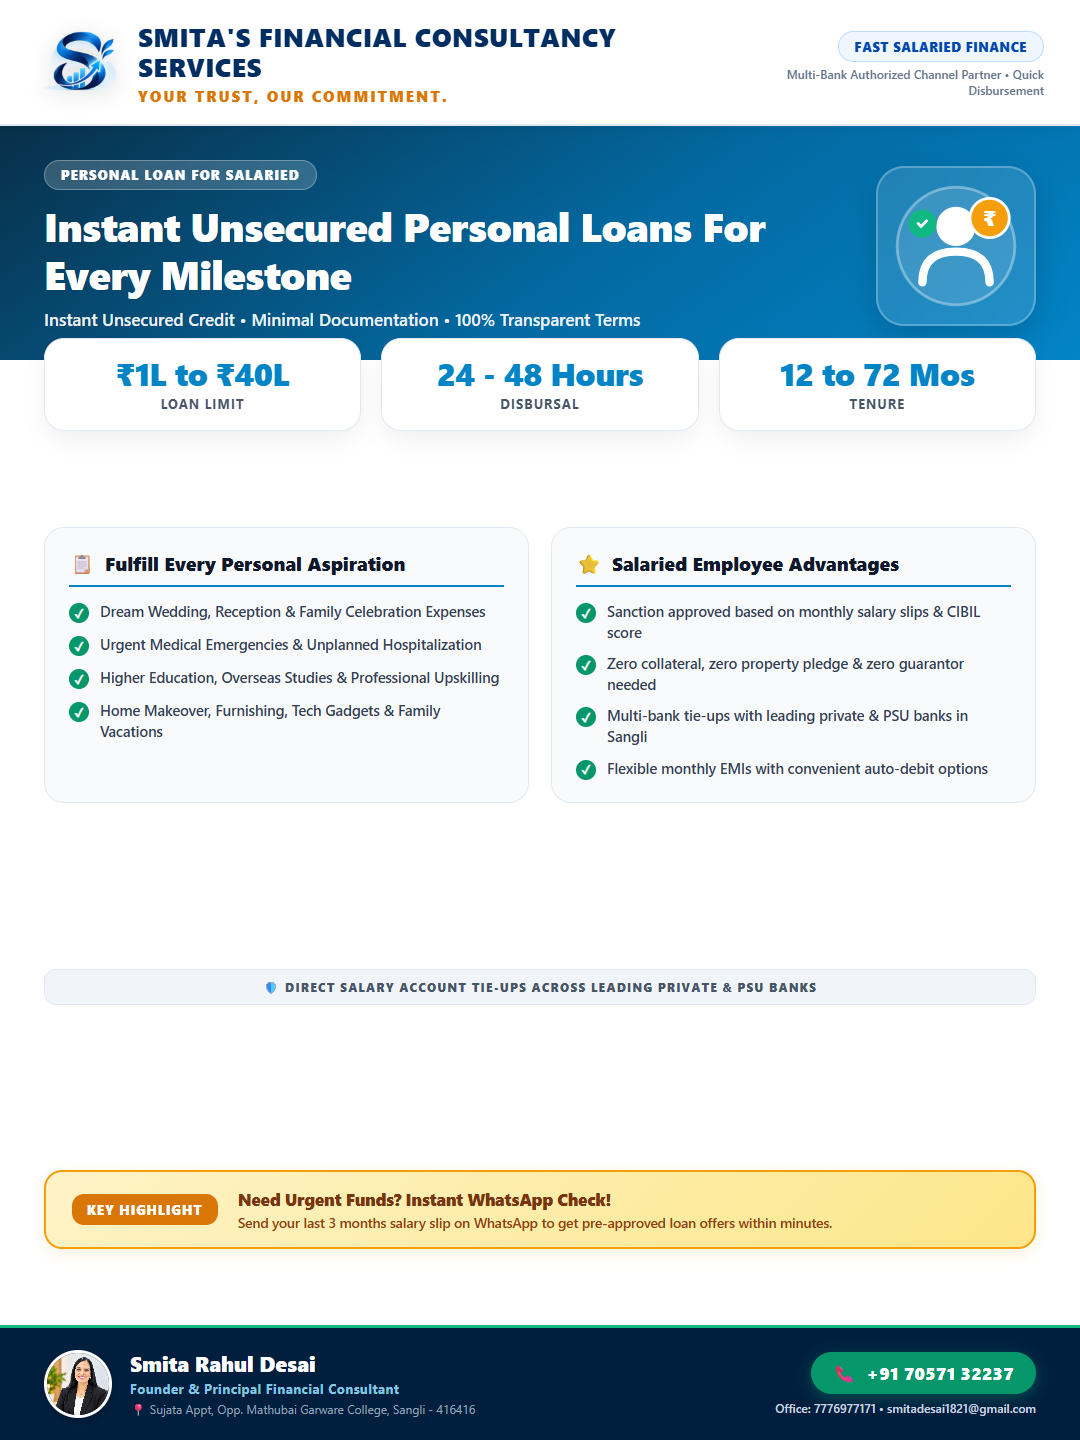 SMITA'S FINANCIAL CONSULTANCY
SERVICES
YOUR TRUST, OUR COMMITMENT.
FAST SALARIED FINANCE
Multi-Bank Authorized Channel Partner • Quick
Disbursement
PERSONAL LOAN FOR SALARIED
Instant Unsecured Personal Loans For
Every Milestone
Instant Unsecured Credit • Minimal Documentation • 100% Transparent Terms
₹
₹1L to ₹40L
LOAN LIMIT
24 - 48 Hours
DISBURSAL
12 to 72 Mos
TENURE
Fulfill Every Personal Aspiration
Dream Wedding, Reception & Family Celebration Expenses
Urgent Medical Emergencies & Unplanned Hospitalization
Higher Education, Overseas Studies & Professional Upskilling
Home Makeover, Furnishing, Tech Gadgets & Family
Vacations
Salaried Employee Advantages
Sanction approved based on monthly salary slips & CIBIL
score
Zero collateral, zero property pledge & zero guarantor
needed
Multi-bank tie-ups with leading private & PSU banks in
Sangli
Flexible monthly EMIs with convenient auto-debit options
DIRECT SALARY ACCOUNT TIE-UPS ACROSS LEADING PRIVATE & PSU BANKS
KEY HIGHLIGHT
Need Urgent Funds? Instant WhatsApp Check!
Send your last 3 months salary slip on WhatsApp to get pre-approved loan offers within minutes.
Smita Rahul Desai
Founder & Principal Financial Consultant
Sujata Appt, Opp. Mathubai Garware College, Sangli - 416416
+91 70571 32237
Office: 7776977171 • smitadesai1821@gmail.com